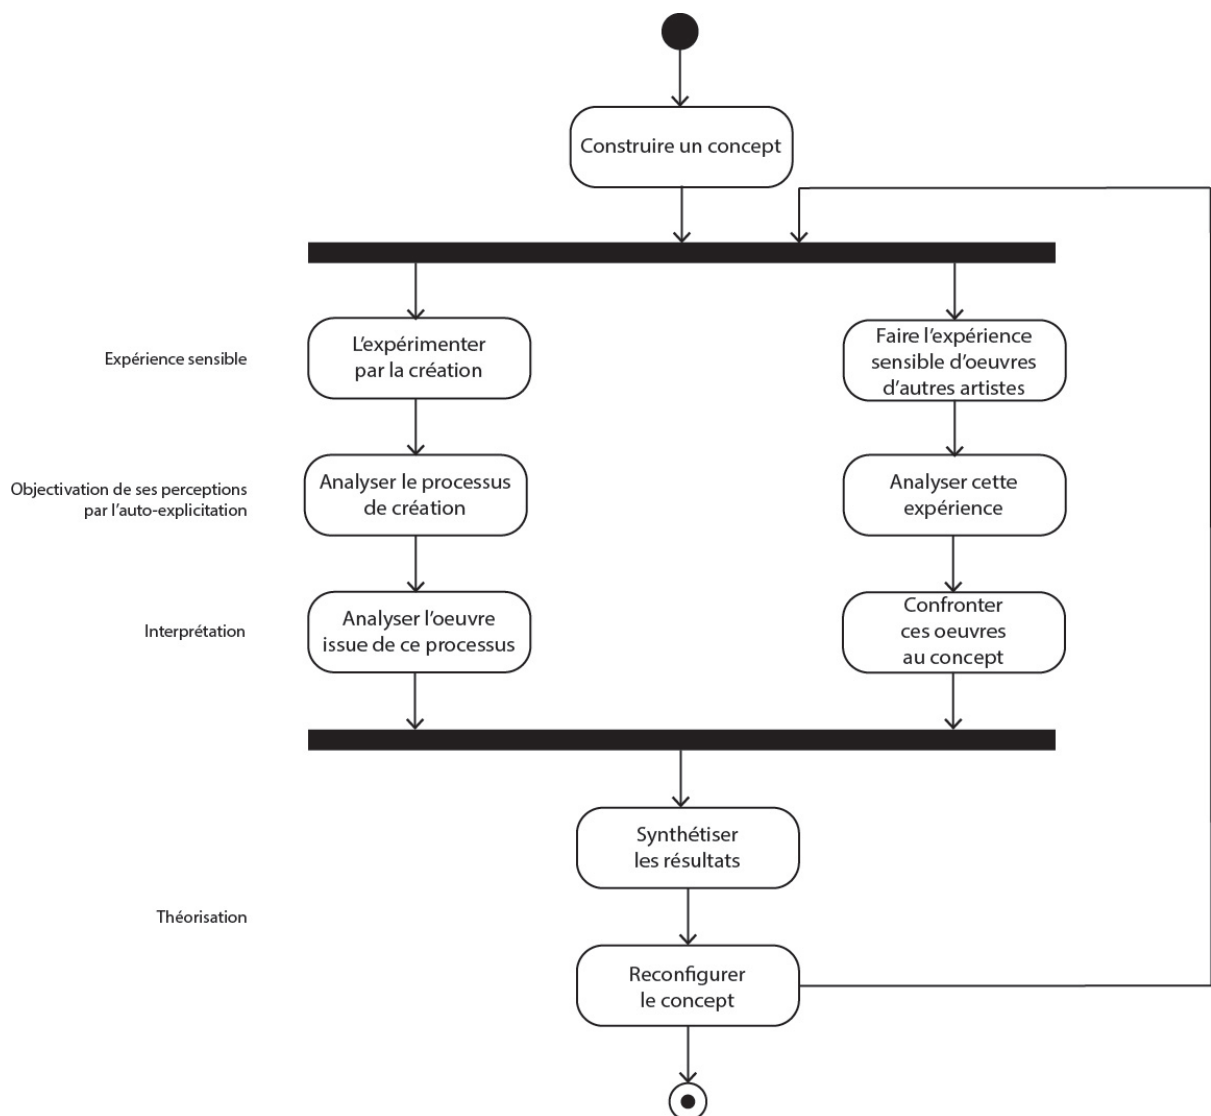 Construire un concept
Expérience sensible
L'expérimenter
par la création
Faire l'expérience
sensible d'oeuvres
d'autres artistes
Objectivation de ses perceptions
par l'auto-explicitation
Analyser le processus
de création
Analyser cette
expérience
Interprétation
Analyser l'oeuvre
issue de ce processus
Confronter
ces oeuvres
au concept
Synthétiser
les résultats
Théorisation
Reconfigurer
le concept